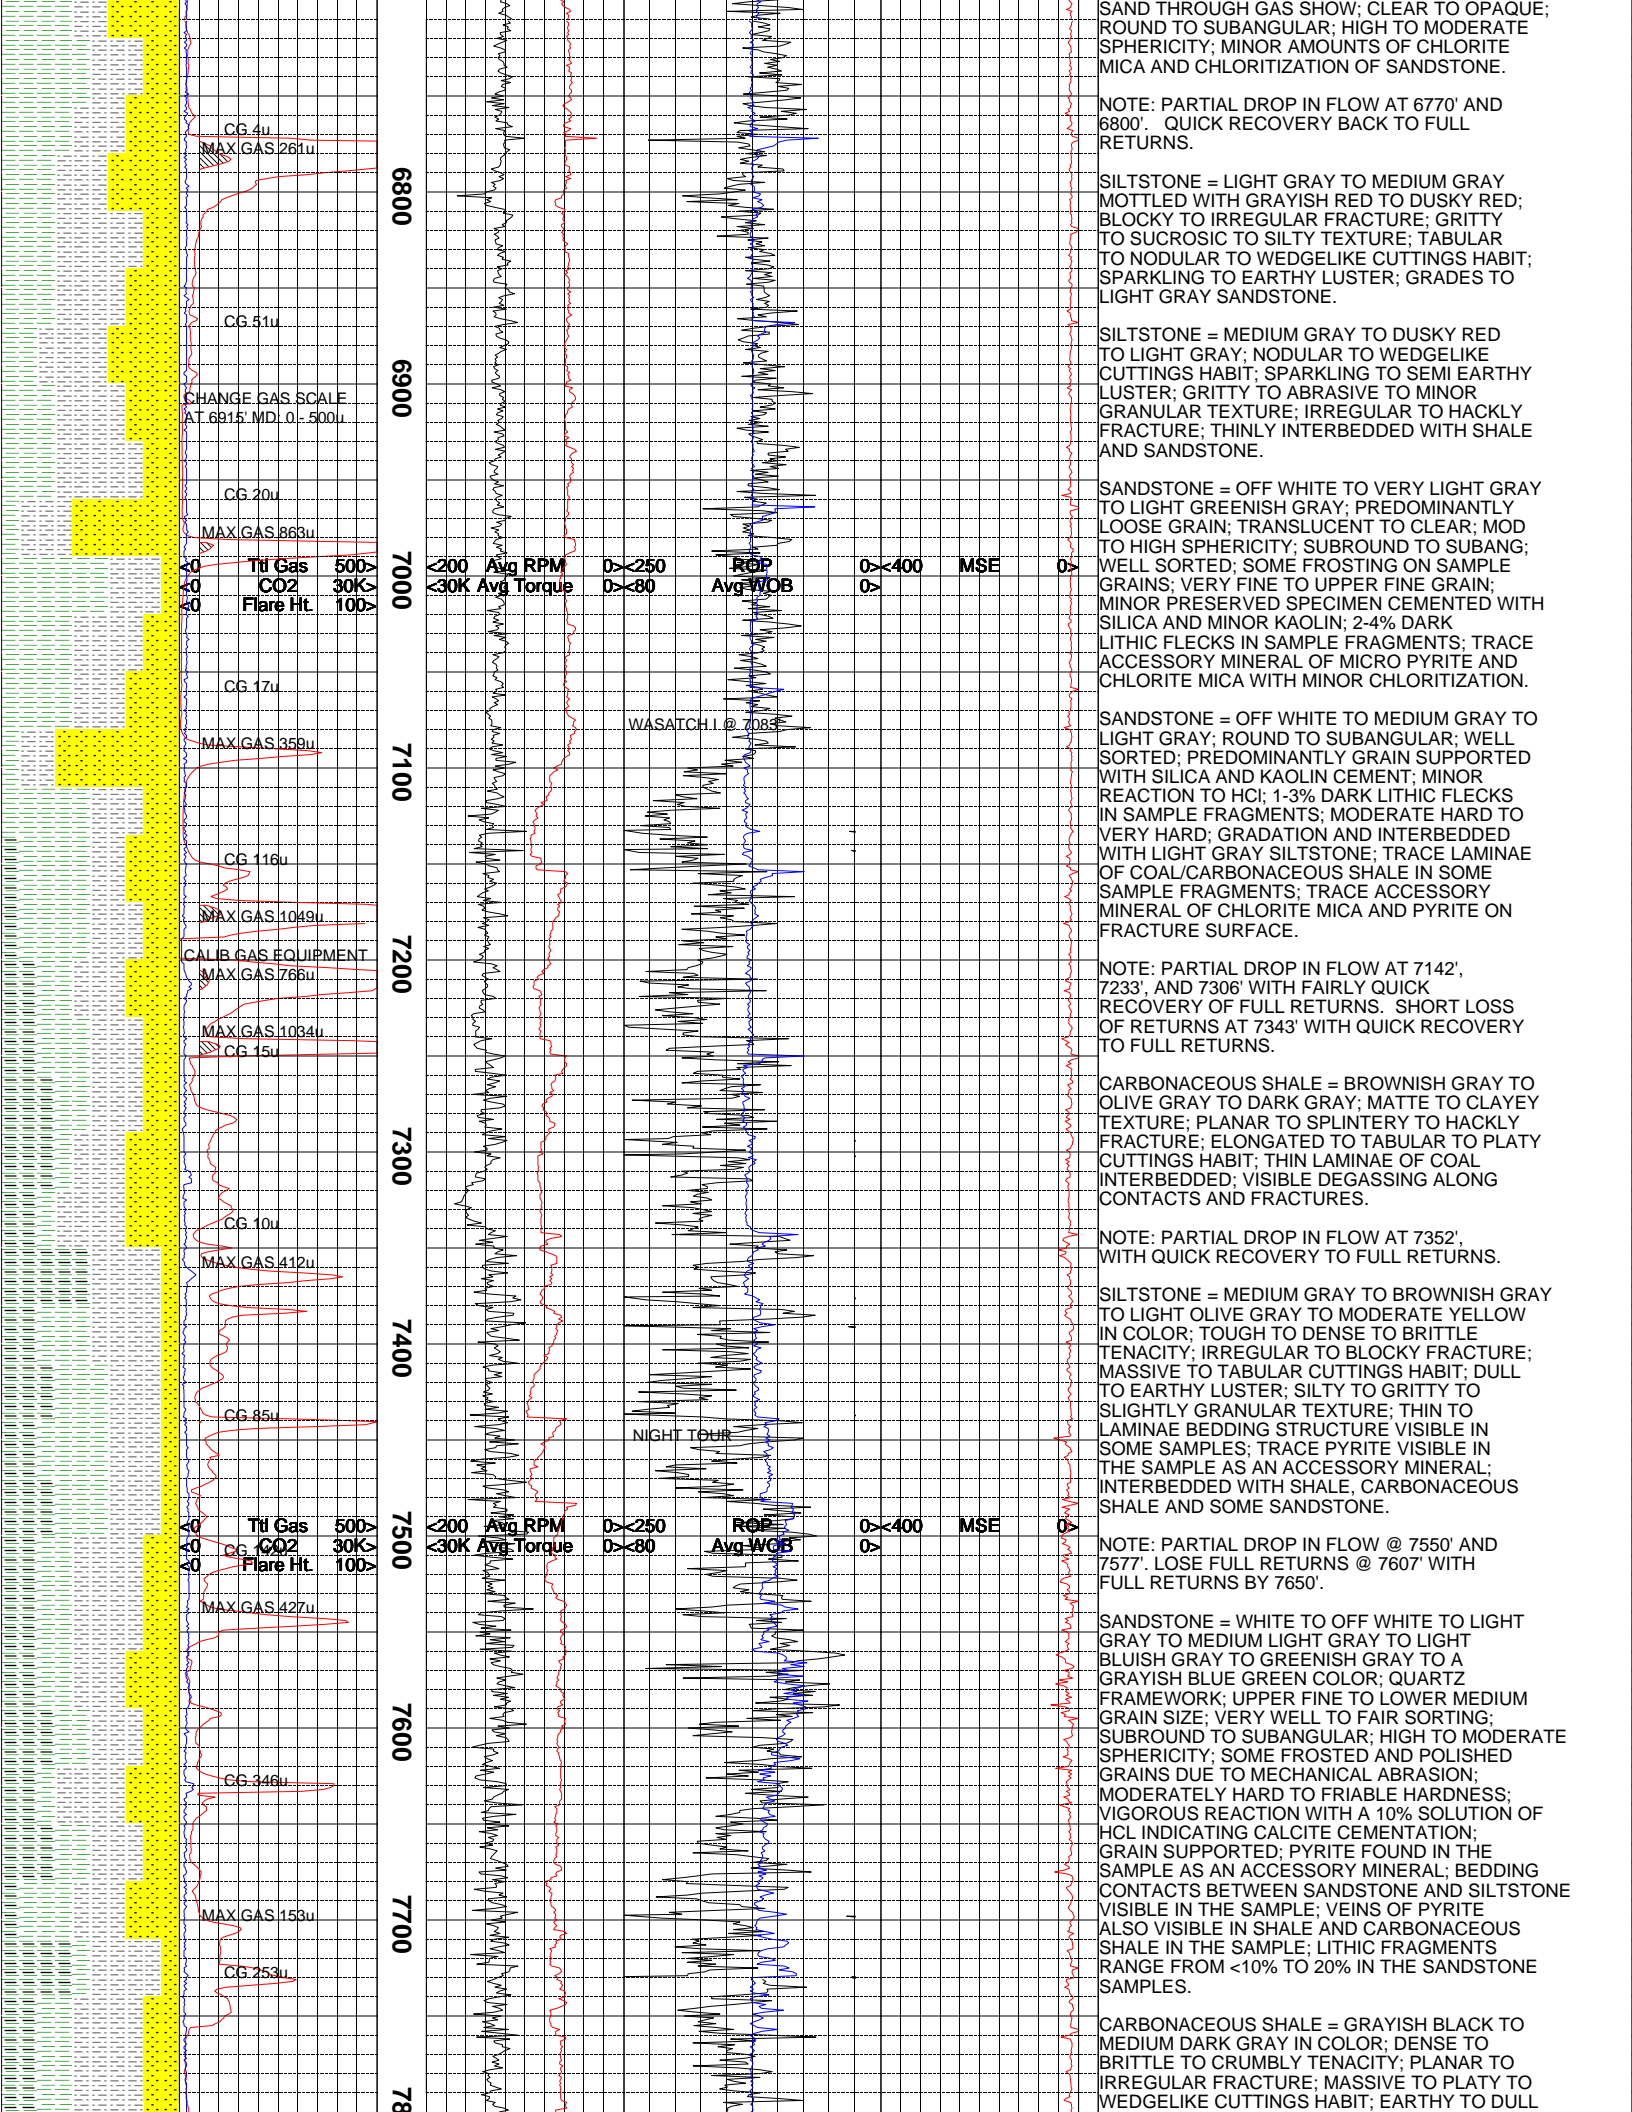 CG 4u
MAX GAS 261u
6800
CG 51u
6900
CHANGE GAS SCALE
AT 6915' MD: 0 - 500u
CG 20u
MAX GAS 863u
<0 Ttl Gas 500> <200 Avg RPM 0> <250 ROP 0> <400 MSE 0>
<0 CO2 30K> <30K Avg Torque 0> <80 Avg WOB 0>
<0 Flare Ht. 100>
7000
CG 17u
WASATCH I @ 7083'
MAX GAS 359u
7100
CG 116u
MAX GAS 1049u
CALIB GAS EQUIPMENT
MAX GAS 766u
7200
MAX GAS 1034u
CG 15u
7300
CG 10u
MAX GAS 412u
7400
CG 85u
NIGHT TOUR
<0 Ttl Gas 500> <200 Avg RPM 0> <250 ROP 0> <400 MSE 0>
<0 CO2 30K> <30K Avg Torque 0> <80 Avg WOB 0>
<0 Flare Ht. 100>
7500
MAX GAS 427u
7600
CG 346u
MAX GAS 153u
7700
CG 253u
78
SAND THROUGH GAS SHOW; CLEAR TO OPAQUE;
ROUND TO SUBANGULAR; HIGH TO MODERATE
SPHERICITY; MINOR AMOUNTS OF CHLORITE
MICA AND CHLORITIZATION OF SANDSTONE.
NOTE: PARTIAL DROP IN FLOW AT 6770' AND
6800'. QUICK RECOVERY BACK TO FULL
RETURNS.
SILTSTONE = LIGHT GRAY TO MEDIUM GRAY
MOTTLED WITH GRAYISH RED TO DUSKY RED;
BLOCKY TO IRREGULAR FRACTURE; GRITTY
TO SUCROSIC TO SILTY TEXTURE; TABULAR
TO NODULAR TO WEDGELIKE CUTTINGS HABIT;
SPARKLING TO EARTHY LUSTER; GRADES TO
LIGHT GRAY SANDSTONE.
SILTSTONE = MEDIUM GRAY TO DUSKY RED
TO LIGHT GRAY; NODULAR TO WEDGELIKE
CUTTINGS HABIT; SPARKLING TO SEMI EARTHY
LUSTER; GRITTY TO ABRASIVE TO MINOR
GRANULAR TEXTURE; IRREGULAR TO HACKLY
FRACTURE; THINLY INTERBEDDED WITH SHALE
AND SANDSTONE.
SANDSTONE = OFF WHITE TO VERY LIGHT GRAY
TO LIGHT GREENISH GRAY; PREDOMINANTLY
LOOSE GRAIN; TRANSLUCENT TO CLEAR; MOD
TO HIGH SPHERICITY; SUBROUND TO SUBANG;
WELL SORTED; SOME FROSTING ON SAMPLE
GRAINS; VERY FINE TO UPPER FINE GRAIN;
MINOR PRESERVED SPECIMEN CEMENTED WITH
SILICA AND MINOR KAOLIN; 2-4% DARK
LITHIC FLECKS IN SAMPLE FRAGMENTS; TRACE
ACCESSORY MINERAL OF MICRO PYRITE AND
CHLORITE MICA WITH MINOR CHLORITIZATION.
SANDSTONE = OFF WHITE TO MEDIUM GRAY TO
LIGHT GRAY; ROUND TO SUBANGULAR; WELL
SORTED; PREDOMINANTLY GRAIN SUPPORTED
WITH SILICA AND KAOLIN CEMENT; MINOR
REACTION TO HCl; 1-3% DARK LITHIC FLECKS
IN SAMPLE FRAGMENTS; MODERATE HARD TO
VERY HARD; GRADATION AND INTERBEDDED
WITH LIGHT GRAY SILTSTONE; TRACE LAMINAE
OF COAL/CARBONACEOUS SHALE IN SOME
SAMPLE FRAGMENTS; TRACE ACCESSORY
MINERAL OF CHLORITE MICA AND PYRITE ON
FRACTURE SURFACE.
NOTE: PARTIAL DROP IN FLOW AT 7142',
7233', AND 7306' WITH FAIRLY QUICK
RECOVERY OF FULL RETURNS. SHORT LOSS
OF RETURNS AT 7343' WITH QUICK RECOVERY
TO FULL RETURNS.
CARBONACEOUS SHALE = BROWNISH GRAY TO
OLIVE GRAY TO DARK GRAY; MATTE TO CLAYEY
TEXTURE; PLANAR TO SPLINTERY TO HACKLY
FRACTURE; ELONGATED TO TABULAR TO PLATY
CUTTINGS HABIT; THIN LAMINAE OF COAL
INTERBEDDED; VISIBLE DEGASSING ALONG
CONTACTS AND FRACTURES.
NOTE: PARTIAL DROP IN FLOW AT 7352',
WITH QUICK RECOVERY TO FULL RETURNS.
SILTSTONE = MEDIUM GRAY TO BROWNISH GRAY
TO LIGHT OLIVE GRAY TO MODERATE YELLOW
IN COLOR; TOUGH TO DENSE TO BRITTLE
TENACITY; IRREGULAR TO BLOCKY FRACTURE;
MASSIVE TO TABULAR CUTTINGS HABIT; DULL
TO EARTHY LUSTER; SILTY TO GRITTY TO
SLIGHTLY GRANULAR TEXTURE; THIN TO
LAMINAE BEDDING STRUCTURE VISIBLE IN
SOME SAMPLES; TRACE PYRITE VISIBLE IN
THE SAMPLE AS AN ACCESSORY MINERAL;
INTERBEDDED WITH SHALE, CARBONACEOUS
SHALE AND SOME SANDSTONE.
NOTE: PARTIAL DROP IN FLOW @ 7550' AND
7577'. LOSE FULL RETURNS @ 7607' WITH
FULL RETURNS BY 7650'.
SANDSTONE = WHITE TO OFF WHITE TO LIGHT
GRAY TO MEDIUM LIGHT GRAY TO LIGHT
BLUISH GRAY TO GREENISH GRAY TO A
GRAYISH BLUE GREEN COLOR; QUARTZ
FRAMEWORK; UPPER FINE TO LOWER MEDIUM
GRAIN SIZE; VERY WELL TO FAIR SORTING;
SUBROUND TO SUBANGULAR; HIGH TO MODERATE
SPHERICITY; SOME FROSTED AND POLISHED
GRAINS DUE TO MECHANICAL ABRASION;
MODERATELY HARD TO FRIABLE HARDNESS;
VIGOROUS REACTION WITH A 10% SOLUTION OF
HCL INDICATING CALCITE CEMENTATION;
GRAIN SUPPORTED; PYRITE FOUND IN THE
SAMPLE AS AN ACCESSORY MINERAL; BEDDING
CONTACTS BETWEEN SANDSTONE AND SILTSTONE
VISIBLE IN THE SAMPLE; VEINS OF PYRITE
ALSO VISIBLE IN SHALE AND CARBONACEOUS
SHALE IN THE SAMPLE; LITHIC FRAGMENTS
RANGE FROM <10% TO 20% IN THE SANDSTONE
SAMPLES.
CARBONACEOUS SHALE = GRAYISH BLACK TO
MEDIUM DARK GRAY IN COLOR; DENSE TO
BRITTLE TO CRUMBLY TENACITY; PLANAR TO
IRREGULAR FRACTURE; MASSIVE TO PLATY TO
WEDGELIKE CUTTINGS HABIT; EARTHY TO DULL